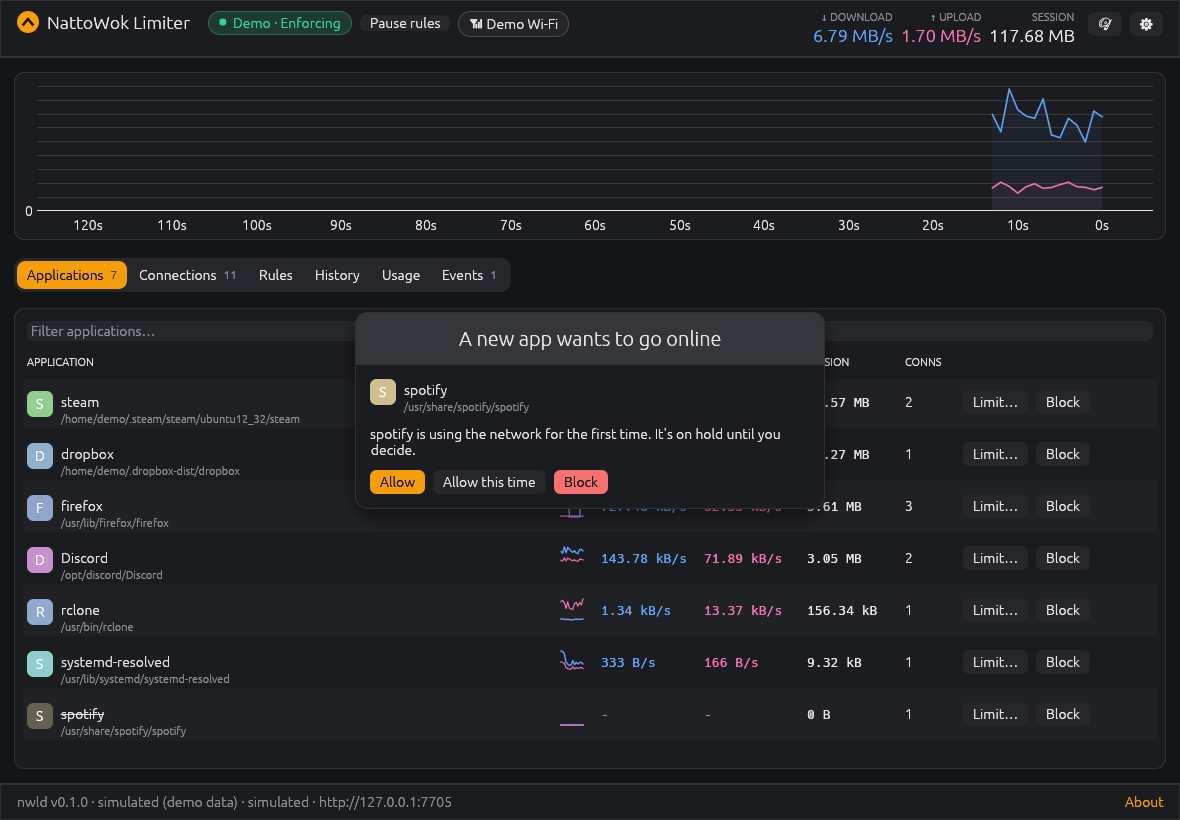 NattoWok Limiter
Demo · Enforcing
Pause rules
Demo Wi-Fi
↓ DOWNLOAD
6.79 MB/s
↑ UPLOAD
1.70 MB/s
SESSION
117.68 MB
0
120s 110s 100s 90s 80s 70s 60s 50s 40s 30s 20s 10s 0s
Applications 7
Connections 11
Rules
History
Usage
Events 1
Filter applications...
A new app wants to go online
S
spotify
/usr/share/spotify/spotify
spotify is using the network for the first time. It's on hold until you
decide.
Allow
Allow this time
Block
APPLICATION
CONNS
S
steam
/home/demo/.steam/steam/ubuntu12_32/steam
.57 MB 2 Limit... Block
D
dropbox
/home/demo/.dropbox-dist/dropbox
.27 MB 1 Limit... Block
F
firefox
/usr/lib/firefox/firefox
.61 MB 3 Limit... Block
D
Discord
/opt/discord/Discord
143.78 kB/s 71.89 kB/s 3.05 MB 2 Limit... Block
R
rclone
/usr/bin/rclone
1.34 kB/s 13.37 kB/s 156.34 kB 1 Limit... Block
S
systemd-resolved
/usr/lib/systemd/systemd-resolved
333 B/s 166 B/s 9.32 kB 1 Limit... Block
S
spotify
/usr/share/spotify/spotify
- - 0 B 1 Limit... Block
nwld v0.1.0 · simulated (demo data) · simulated · http://127.0.0.1:7705
About